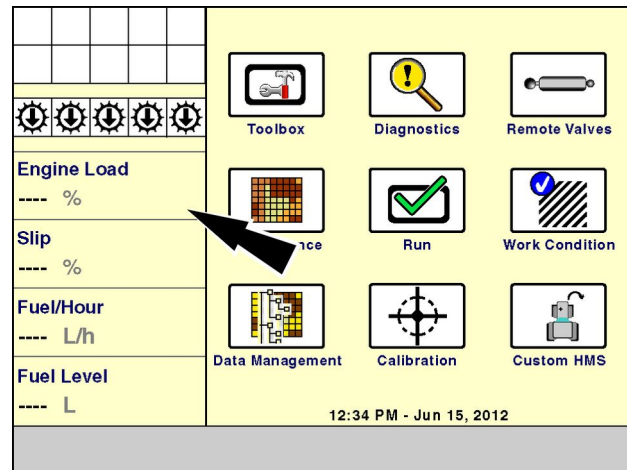 Engine Load
---- %
Slip
---- %
Fuel/Hour
---- L/h
Fuel Level
---- L
Toolbox
Diagnostics
Remote Valves
Run
Work Condition
Data Management
Calibration
Custom HMS
12:34 PM - Jun 15, 2012